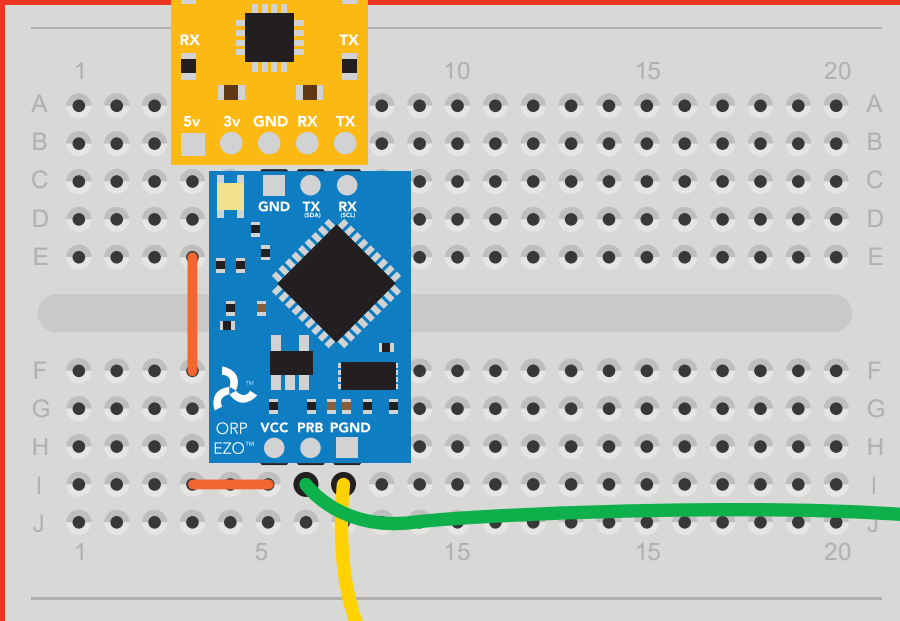 RX TX
1 10 15 20
A A
5v 3v GND RX TX
B B
C C
GND TX RX
(SDA) (SCL)
D D
E E
F F
TM
G G
ORP VCC PRB PGND
H H
EZO™
I I
J J
1 5 15 15 20